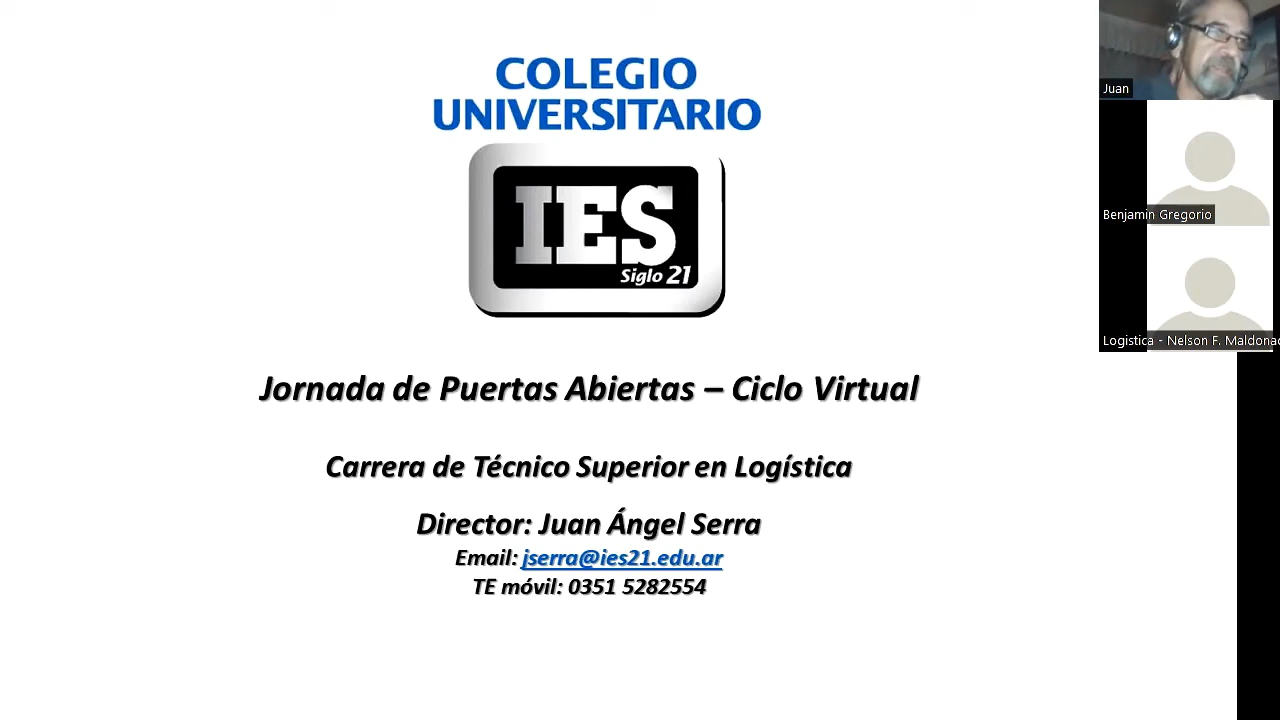 COLEGIO
UNIVERSITARIO
IES
Siglo 21
Jornada de Puertas Abiertas – Ciclo Virtual
Carrera de Técnico Superior en Logística
Director: Juan Ángel Serra
Email: jserra@ies21.edu.ar
TE móvil: 0351 5282554
Juan
Benjamin Gregorio
Logistica - Nelson F. Maldonad